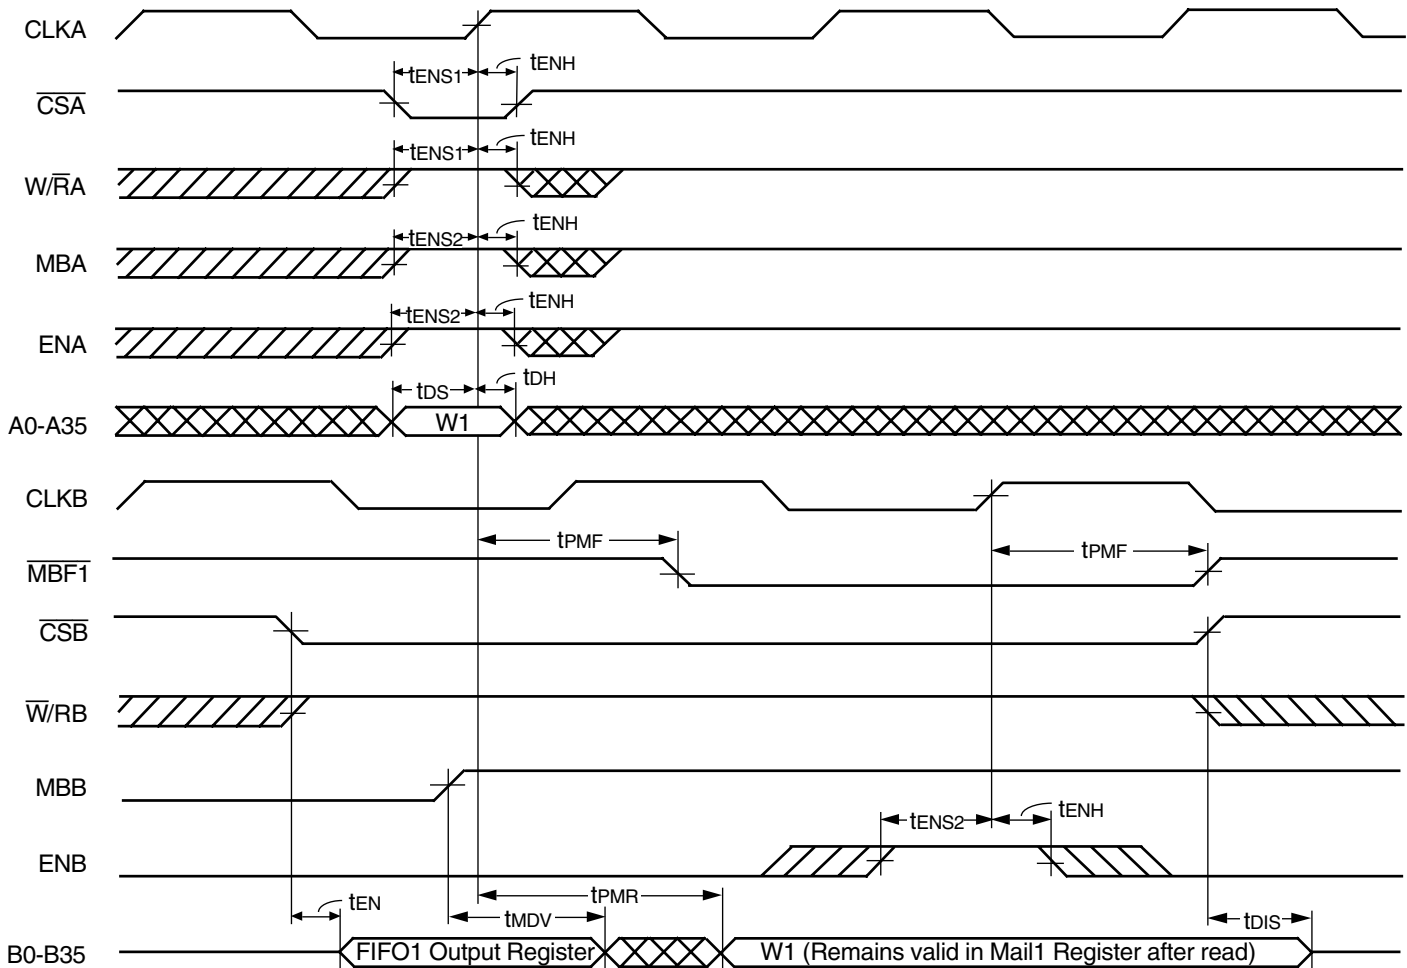 CLKA
tENS1 tENH
CSA
tENS1 tENH
W/RA
tENS2 tENH
MBA
tENS2 tENH
ENA
tDS tDH
A0-A35 W1
CLKB
tPMF tPMF
MBF1
CSB
W/RB
MBB
tENS2 tENH
ENB
tEN tMDV tPMR tDIS
B0-B35 FIFO1 Output Register W1 (Remains valid in Mail1 Register after read)